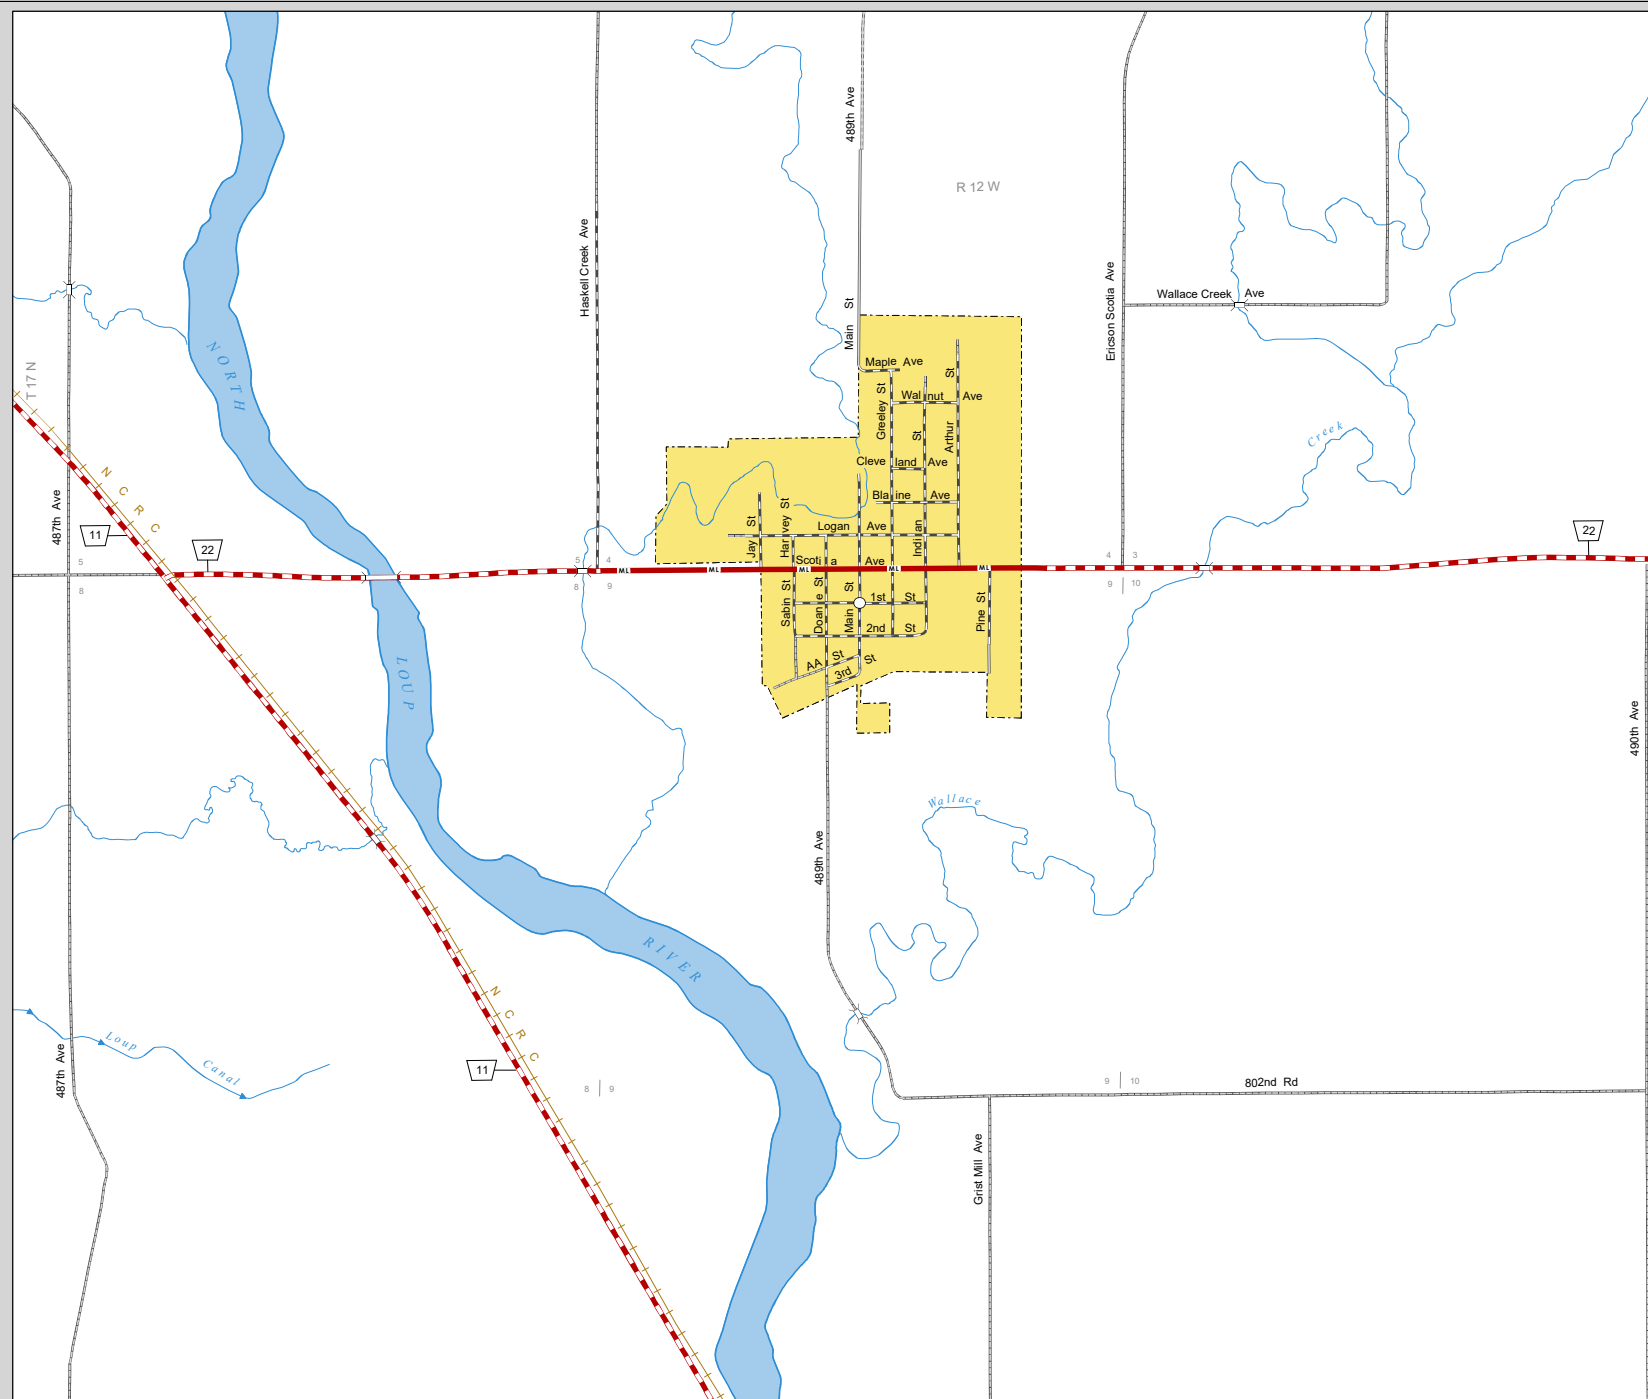 489th Ave
R 12 W
Haskell Creek Ave
Ericson Scotia Ave
Wallace Creek Ave
Main St
NORTH
T 17 N
Maple Ave
Greeley St
Walnut Ave
St
Arthur
Creek
Cleveland Ave
Blaine Ave
N C R C
487th Ave
11
22
22
Jay St
Harvey St
Logan Ave
Indian
Scotia Ave
5
8
5 4
8 9
4 3
9 10
ML
ML
ML
ML
ML
Sabin St
Doane St
Main St
1st St
2nd St
Pine St
AA St
3rd St
LOUP
490th Ave
Wallace
489th Ave
RIVER
N C R C
Loup
Canal
487th Ave
11
8 9
9 10
802nd Rd
Grist Mill Ave